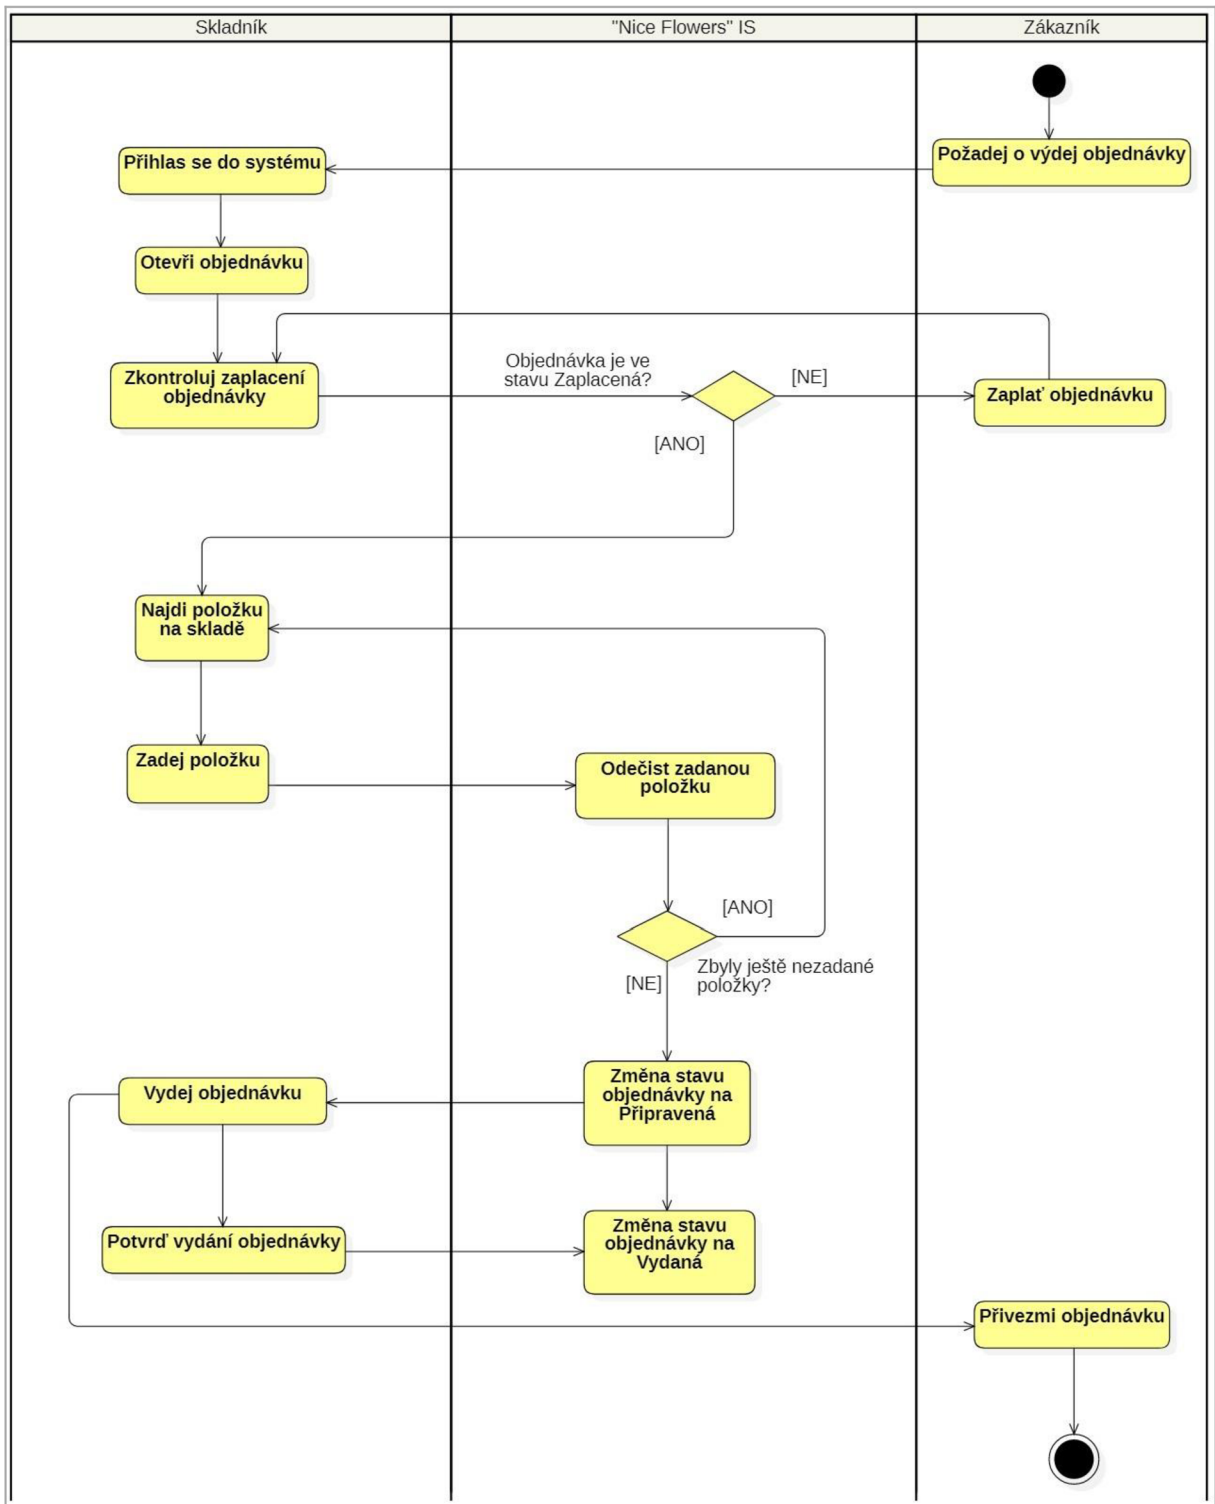 Skladník
"Nice Flowers" IS
Zákazník
Požadej o výdej objednávky
Přihlas se do systému
Otevři objednávku
Zkontroluj zaplacení
objednávky
Objednávka je ve
stavu Zaplacená?
[NE]
Zaplať objednávku
[ANO]
Najdi položku
na skladě
Zadej položku
Odečist zadanou
položku
[ANO]
Zbyly ještě nezadané
položky?
[NE]
Změna stavu
objednávky na
Připravená
Vydej objednávku
Potvrď vydání objednávky
Změna stavu
objednávky na
Vydaná
Přivezmi objednávku